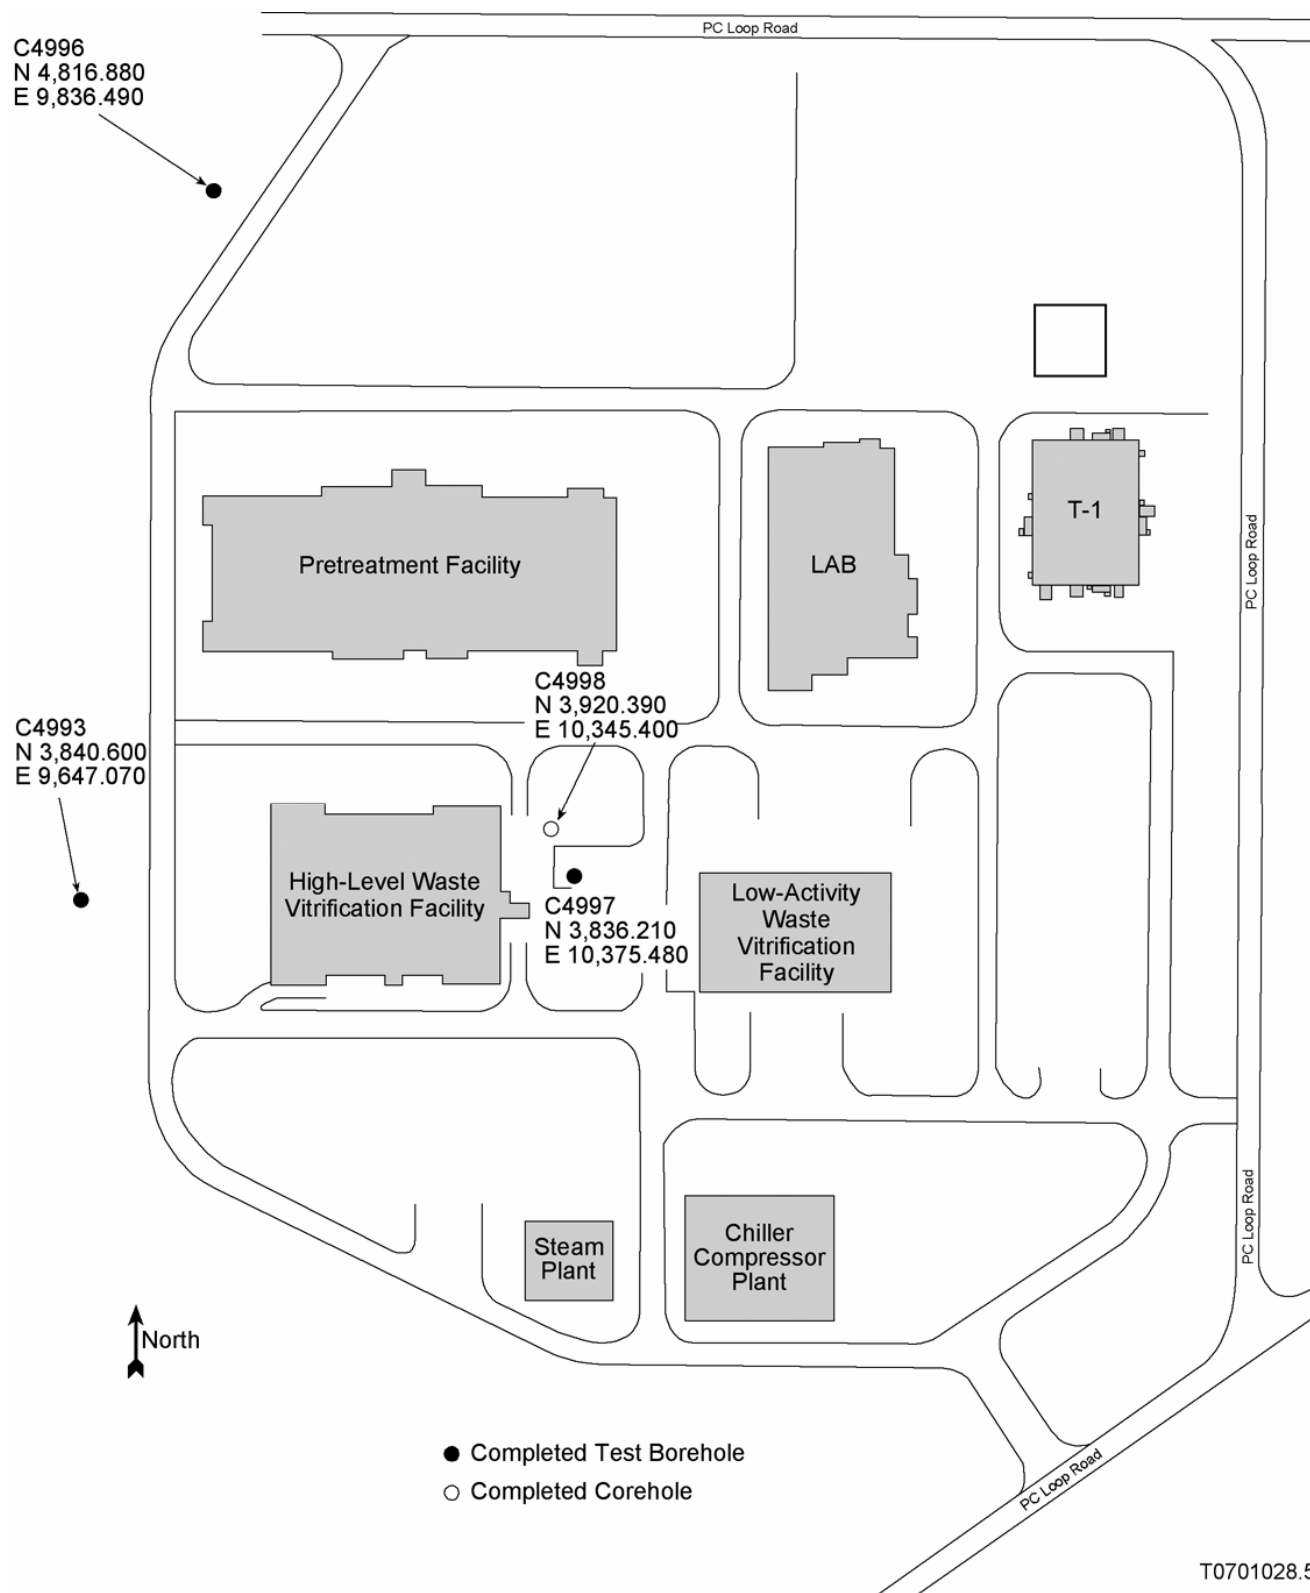 PC Loop Road
C4996
N 4,816.880
E 9,836.490
T-1
Pretreatment Facility
LAB
PC Loop Road
C4998
N 3,920.390
E 10,345.400
C4993
N 3,840.600
E 9,647.070
High-Level Waste
Vitrification Facility
C4997
N 3,836.210
E 10,375.480
Low-Activity
Waste
Vitrification
Facility
PC Loop Road
Steam
Plant
Chiller
Compressor
Plant
North
Completed Test Borehole
Completed Corehole
PC Loop Road
T0701028.5